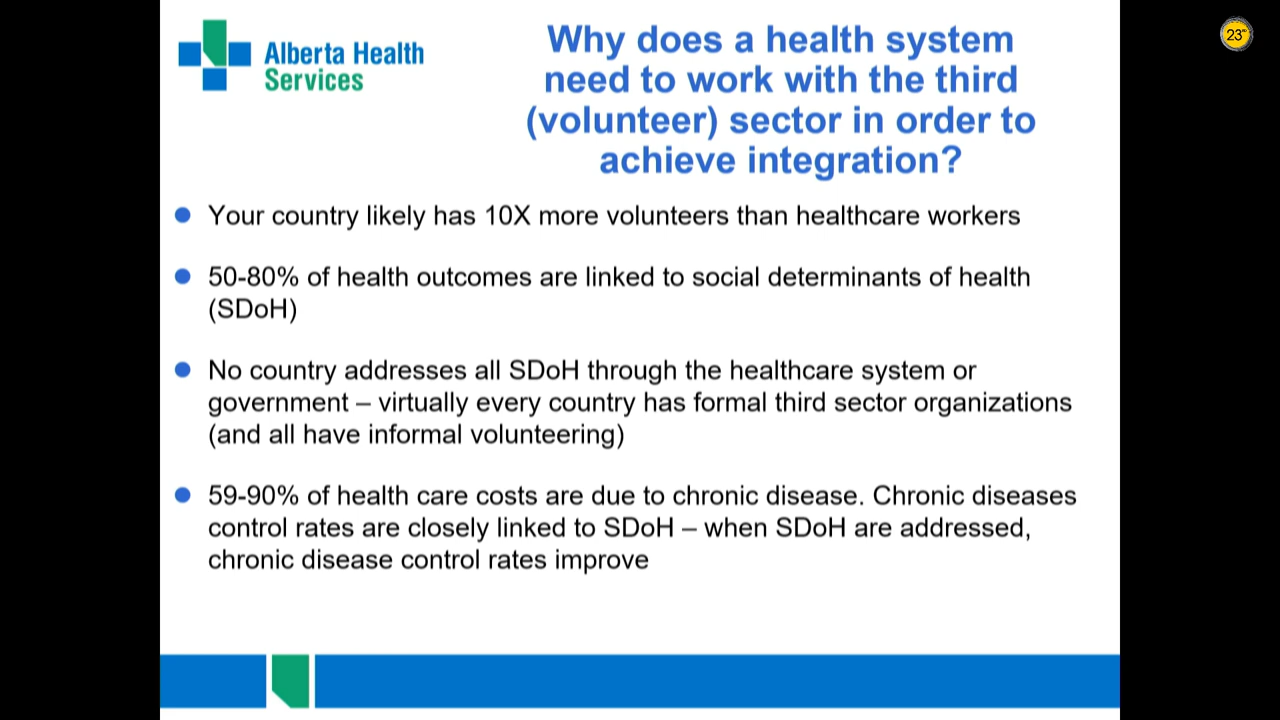 Alberta Health
Services
Why does a health system
need to work with the third
(volunteer) sector in order to
achieve integration?
Your country likely has 10X more volunteers than healthcare workers
50-80% of health outcomes are linked to social determinants of health
(SDoH)
No country addresses all SDoH through the healthcare system or
government – virtually every country has formal third sector organizations
(and all have informal volunteering)
59-90% of health care costs are due to chronic disease. Chronic diseases
control rates are closely linked to SDoH – when SDoH are addressed,
chronic disease control rates improve
23